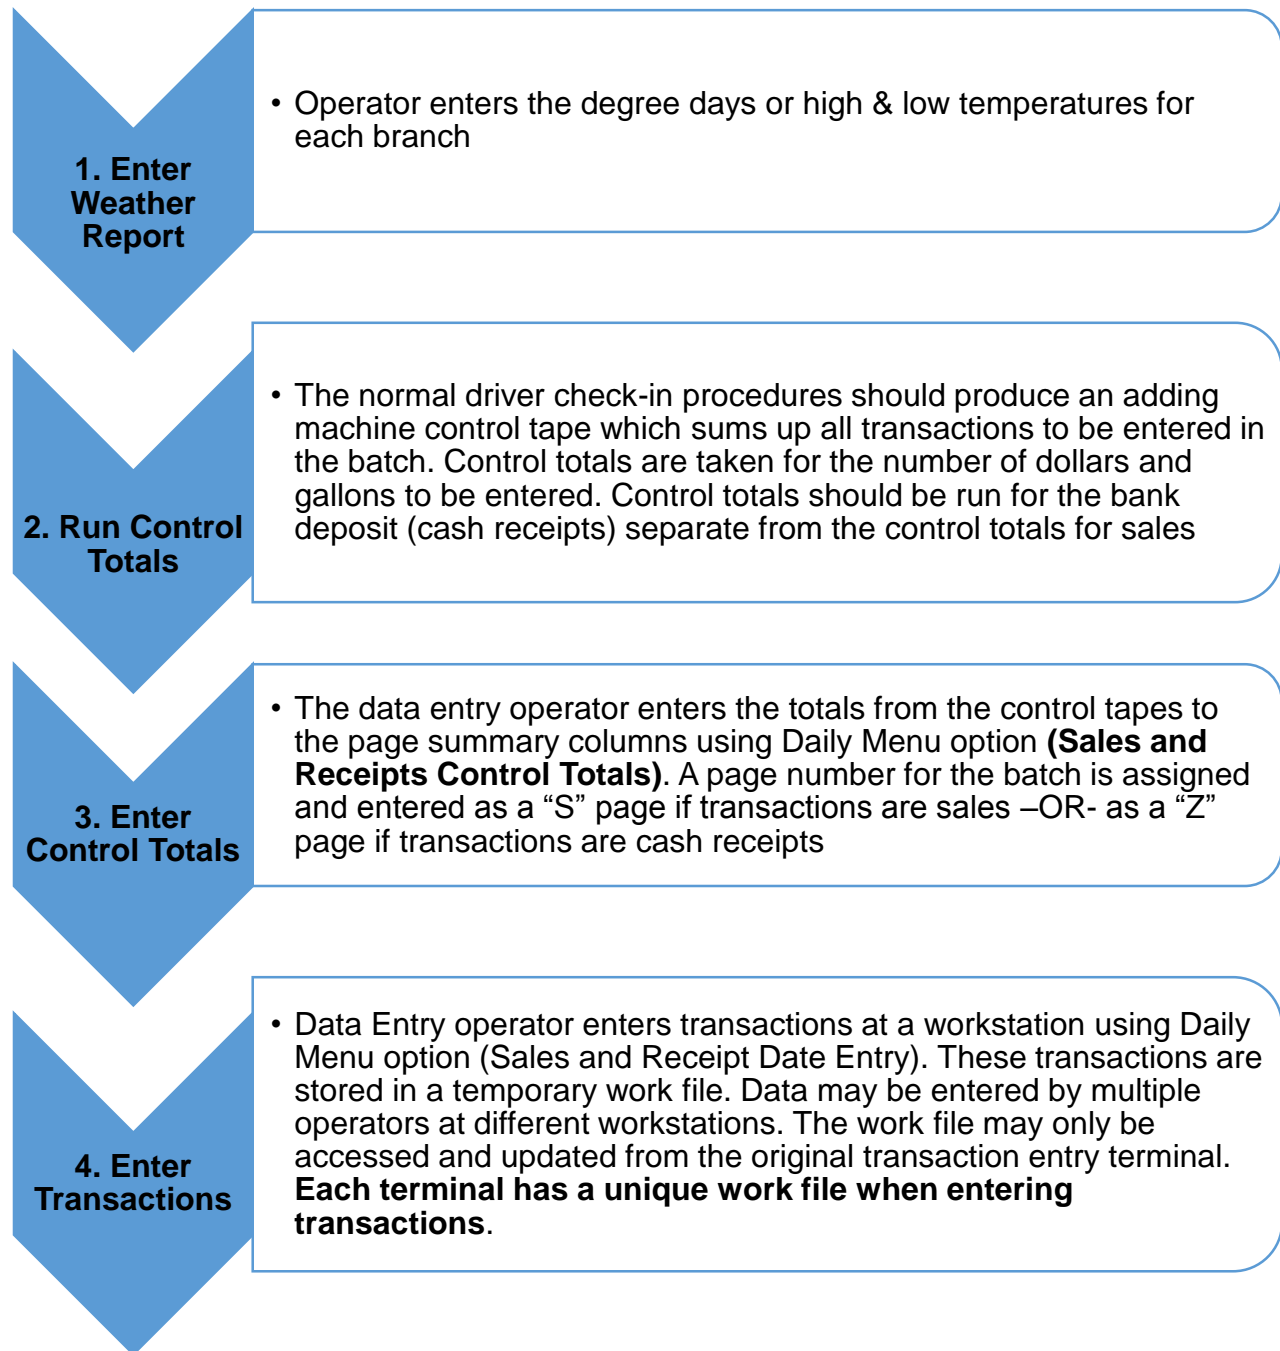 1. Enter
Weather
Report
• Operator enters the degree days or high & low temperatures for
each branch
2. Run Control
Totals
• The normal driver check-in procedures should produce an adding
machine control tape which sums up all transactions to be entered in
the batch. Control totals are taken for the number of dollars and
gallons to be entered. Control totals should be run for the bank
deposit (cash receipts) separate from the control totals for sales
3. Enter
Control Totals
• The data entry operator enters the totals from the control tapes to
the page summary columns using Daily Menu option (Sales and
Receipts Control Totals). A page number for the batch is assigned
and entered as a “S” page if transactions are sales –OR- as a “Z”
page if transactions are cash receipts
4. Enter
Transactions
• Data Entry operator enters transactions at a workstation using Daily
Menu option (Sales and Receipt Date Entry). These transactions are
stored in a temporary work file. Data may be entered by multiple
operators at different workstations. The work file may only be
accessed and updated from the original transaction entry terminal.
Each terminal has a unique work file when entering
transactions.